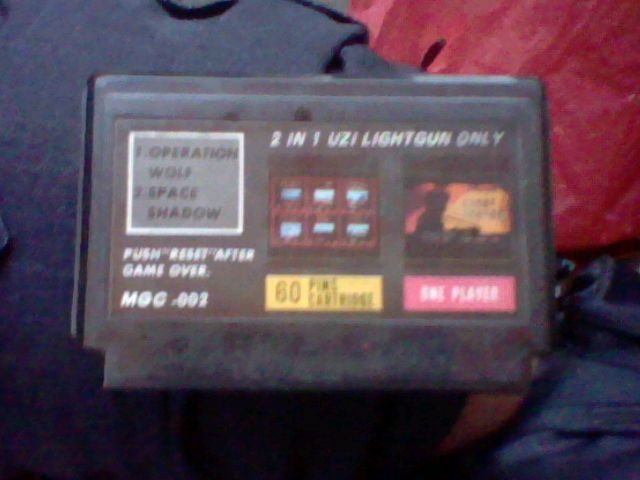 2 IN 1 UZI LIGHTGUN ONLY
1.OPERATION
WOLF
2.SPACE
SHADOW
PUSH "RESET" AFTER
GAME OVER.
MGC-002
60 PINS
CARTRIDGE
ONE PLAYER